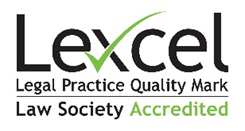 Lexcel
Legal Practice Quality Mark
Law Society Accredited